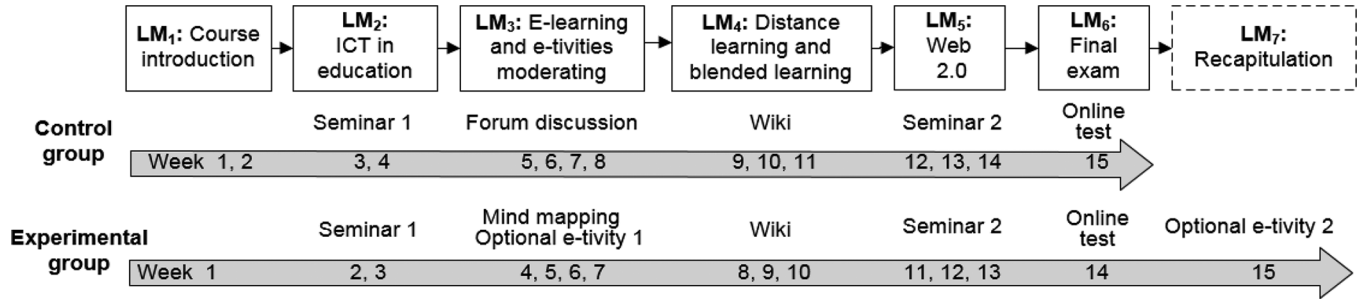 LM₁: Course
introduction
LM₂:
ICT in
education
LM₃: E-learning
and e-tivities
moderating
LM₄: Distance
learning and
blended learning
LM₅:
Web
2.0
LM₆:
Final
exam
LM₇:
Recapitulation
Control
group
Seminar 1
Forum discussion
Wiki
Seminar 2
Online
test
Week 1, 2
3, 4
5, 6, 7, 8
9, 10, 11
12, 13, 14
15
Experimental
group
Seminar 1
Mind mapping
Optional e-tivity 1
Wiki
Seminar 2
Online
test
Optional e-tivity 2
Week 1
2, 3
4, 5, 6, 7
8, 9, 10
11, 12, 13
14
15